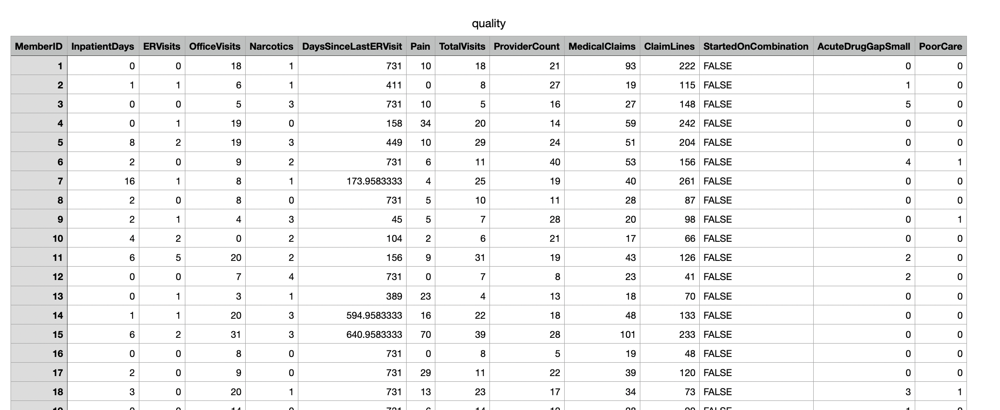 quality
MemberID InpatientDays ERVisits OfficeVisits Narcotics DaysSinceLastERVisit Pain TotalVisits ProviderCount MedicalClaims ClaimLines StartedOnCombination AcuteDrugGapSmall PoorCare
1 0 0 18 1 731 10 18 21 93 222 FALSE 0 0
2 1 1 6 1 411 0 8 27 19 115 FALSE 1 0
3 0 0 5 3 731 10 5 16 27 148 FALSE 5 0
4 0 1 19 0 158 34 20 14 59 242 FALSE 0 0
5 8 2 19 3 449 10 29 24 51 204 FALSE 0 0
6 2 0 9 2 731 6 11 40 53 156 FALSE 4 1
7 16 1 8 1 173.9583333 4 25 19 40 261 FALSE 0 0
8 2 0 8 0 731 5 10 11 28 87 FALSE 0 0
9 2 1 4 3 45 5 7 28 20 98 FALSE 0 1
10 4 2 0 2 104 2 6 21 17 66 FALSE 0 0
11 6 5 20 2 156 9 31 19 43 126 FALSE 2 0
12 0 0 7 4 731 0 7 8 23 41 FALSE 2 0
13 0 1 3 1 389 23 4 13 18 70 FALSE 0 0
14 1 1 20 3 594.9583333 16 22 18 48 133 FALSE 0 0
15 6 2 31 3 640.9583333 70 39 28 101 233 FALSE 0 0
16 0 0 8 0 731 0 8 5 19 48 FALSE 0 0
17 2 0 9 0 731 29 11 22 39 120 FALSE 0 0
18 3 0 20 1 731 13 23 17 34 73 FALSE 3 1